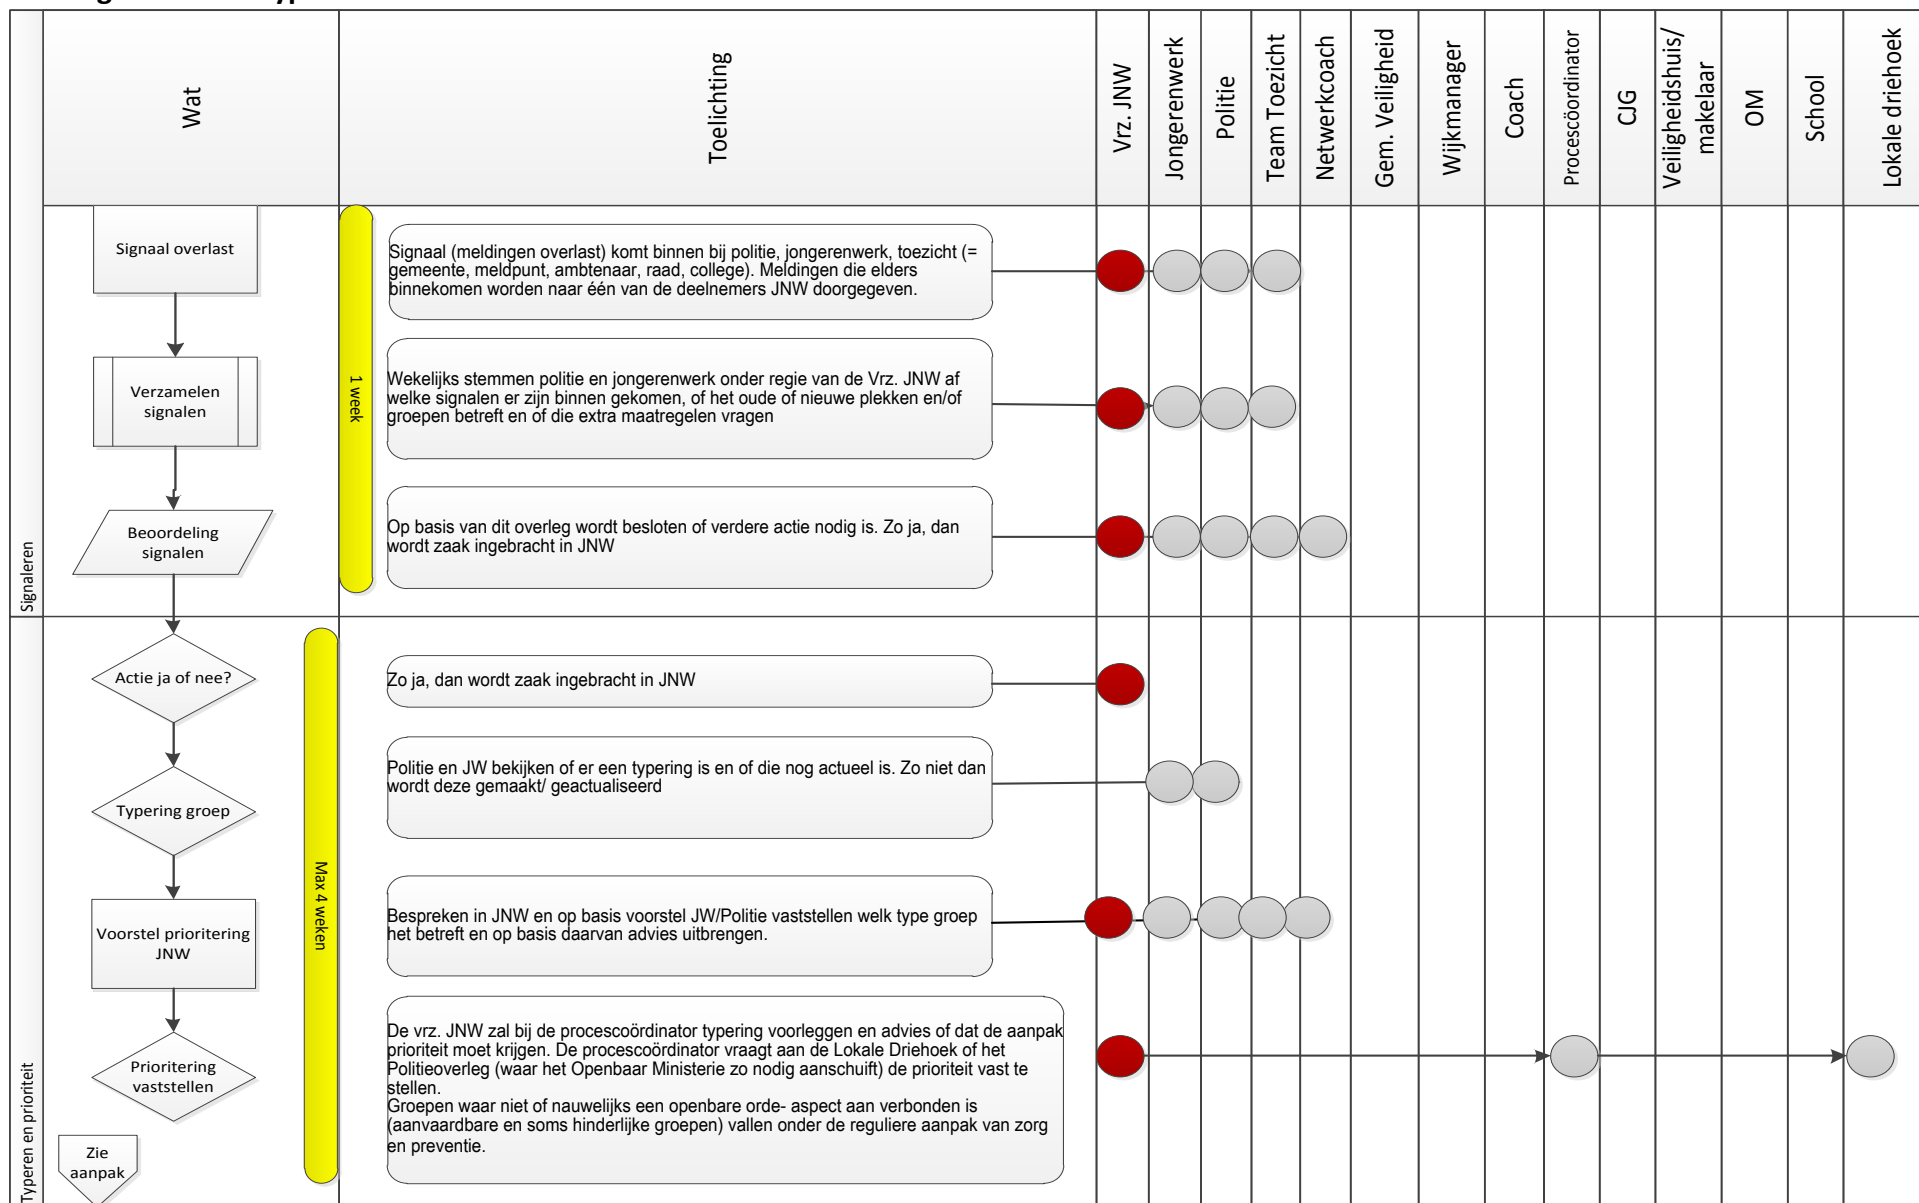 Wat
Toelichting
Vrz. JNW
Jongerenwerk
Politie
Team Toezicht
Netwerkcoach
Gem. Veiligheid
Wijkmanager
Coach
Procescöordinator
CJG
Veiligheidshuis/
makelaar
OM
School
Lokale driehoek
Signaleren
Signaal overlast
1 week
Signaal (meldingen overlast) komt binnen bij politie, jongerenwerk, toezicht (=
gemeente, meldpunt, ambtenaar, raad, college). Meldingen die elders
binnekomen worden naar één van de deelnemers JNW doorgegeven.
Verzamelen
signalen
Wekelijks stemmen politie en jongerenwerk onder regie van de Vrz. JNW af
welke signalen er zijn binnen gekomen, of het oude of nieuwe plekken en/of
groepen betreft en of die extra maatregelen vragen
Beoordeling
signalen
Op basis van dit overleg wordt besloten of verdere actie nodig is. Zo ja, dan
wordt zaak ingebracht in JNW
Typeren en prioriteit
Actie ja of nee?
Max 4 weken
Zo ja, dan wordt zaak ingebracht in JNW
Typering groep
Politie en JW bekijken of er een typering is en of die nog actueel is. Zo niet dan
wordt deze gemaakt/ geactualiseerd
Voorstel prioritering
JNW
Bespreken in JNW en op basis voorstel JW/Politie vaststellen welk type groep
het betreft en op basis daarvan advies uitbrengen.
Prioritering
vaststellen
De vrz. JNW zal bij de procescoördinator typering voorleggen en advies of dat de aanpak
prioriteit moet krijgen. De procescoördinator vraagt aan de Lokale Driehoek of het
Politieoverleg (waar het Openbaar Ministerie zo nodig aanschuift) de prioriteit vast te
stellen.
Groepen waar niet of nauwelijks een openbare orde- aspect aan verbonden is
(aanvaardbare en soms hinderlijke groepen) vallen onder de reguliere aanpak van zorg
en preventie.
Zie
aanpak